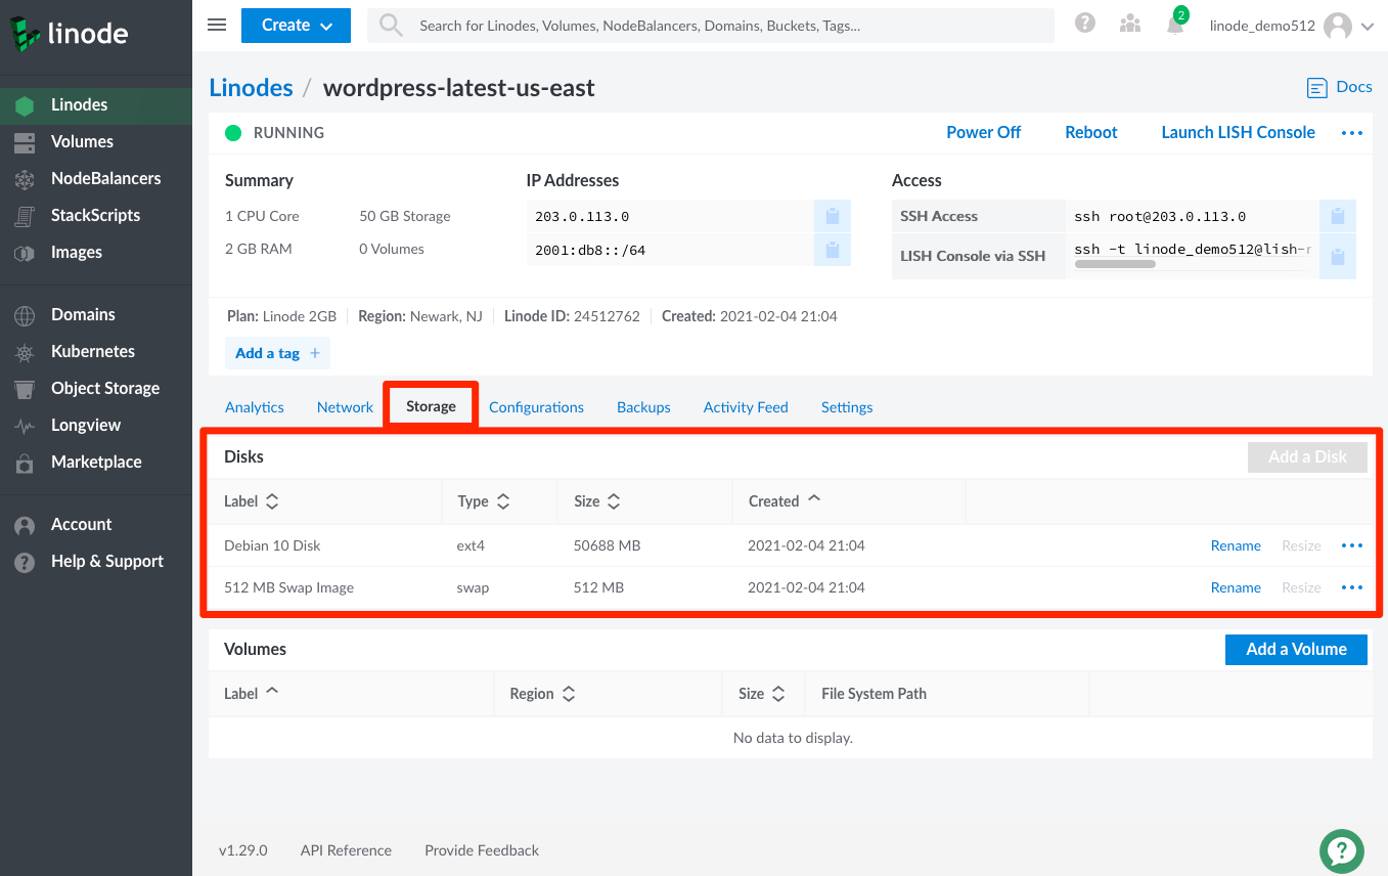 linode
Create
Search for Linodes, Volumes, NodeBalancers, Domains, Buckets, Tags...
2
linode_demo512
Linodes
Volumes
NodeBalancers
StackScripts
Images
Domains
Kubernetes
Object Storage
Longview
Marketplace
Account
Help & Support
Linodes / wordpress-latest-us-east
Docs
RUNNING
Power Off Reboot Launch LISH Console
Summary
1 CPU Core 50 GB Storage
2 GB RAM 0 Volumes
IP Addresses
203.0.113.0
2001:db8::/64
Access
SSH Access ssh root@203.0.113.0
LISH Console via SSH ssh -t linode_demo512@lish-
Plan: Linode 2GB Region: Newark, NJ Linode ID: 24512762 Created: 2021-02-04 21:04
Add a tag +
Analytics Network Storage Configurations Backups Activity Feed Settings
Disks Add a Disk
Label Type Size Created
Debian 10 Disk ext4 50688 MB 2021-02-04 21:04 Rename Resize
512 MB Swap Image swap 512 MB 2021-02-04 21:04 Rename Resize
Volumes Add a Volume
Label Region Size File System Path
No data to display.
v1.29.0 API Reference Provide Feedback